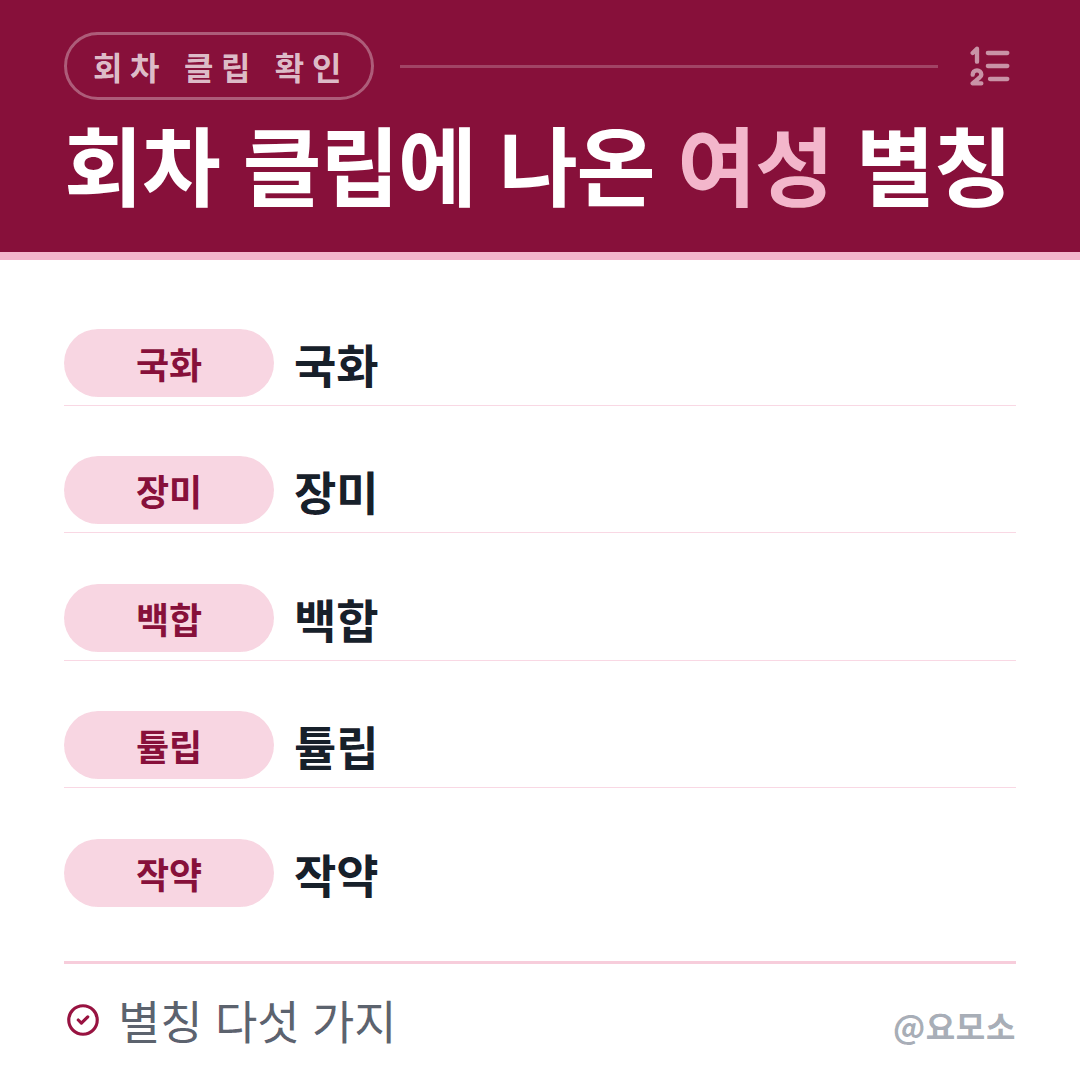 회차 클립 확인
회차 클립에 나온 여성 별칭
국화 국화
장미 장미
백합 백합
튤립 튤립
작약 작약
별칭 다섯 가지
@요모소